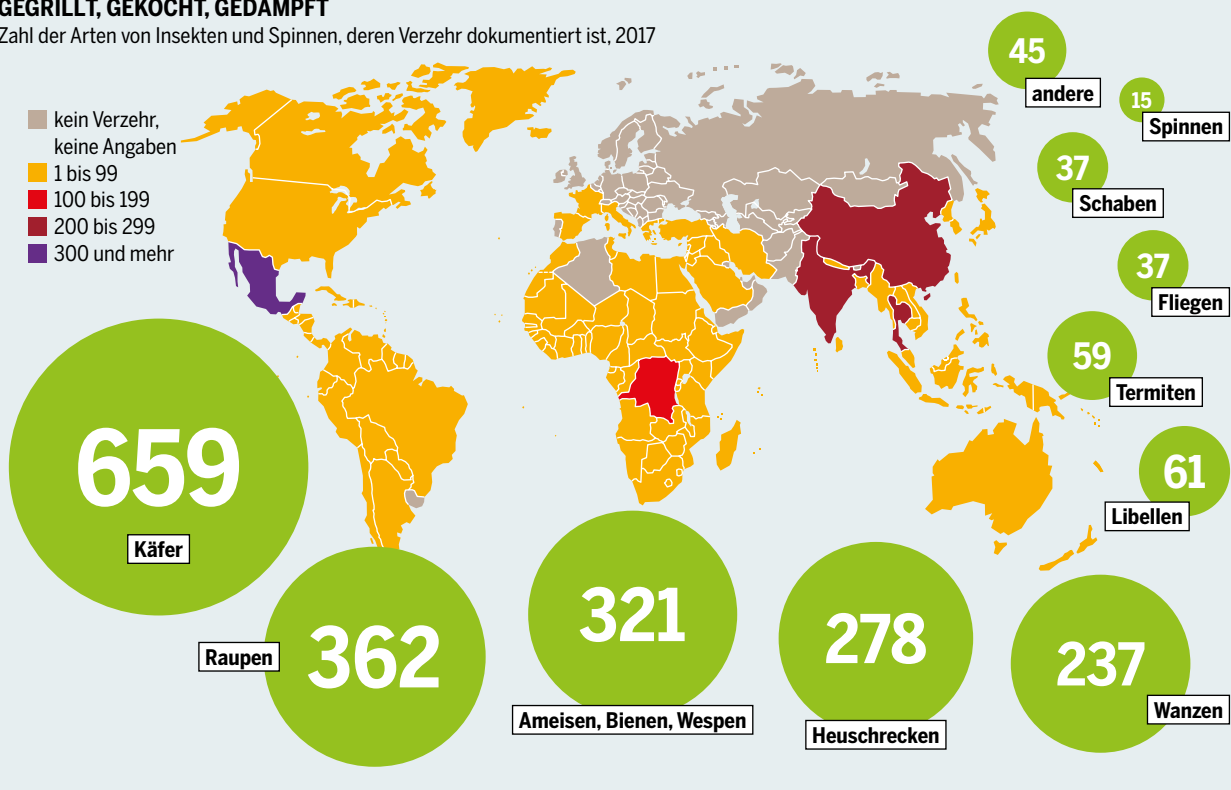 GEGRILLT, GEKOCHT, GEDÄMPFT
Zahl der Arten von Insekten und Spinnen, deren Verzehr dokumentiert ist, 2017
kein Verzehr,
keine Angaben
1 bis 99
100 bis 199
200 bis 299
300 und mehr
45
andere
15
Spinnen
37
Schaben
37
Fliegen
59
Termiten
61
Libellen
659
Käfer
362
Raupen
321
Ameisen, Bienen, Wespen
278
Heuschrecken
237
Wanzen